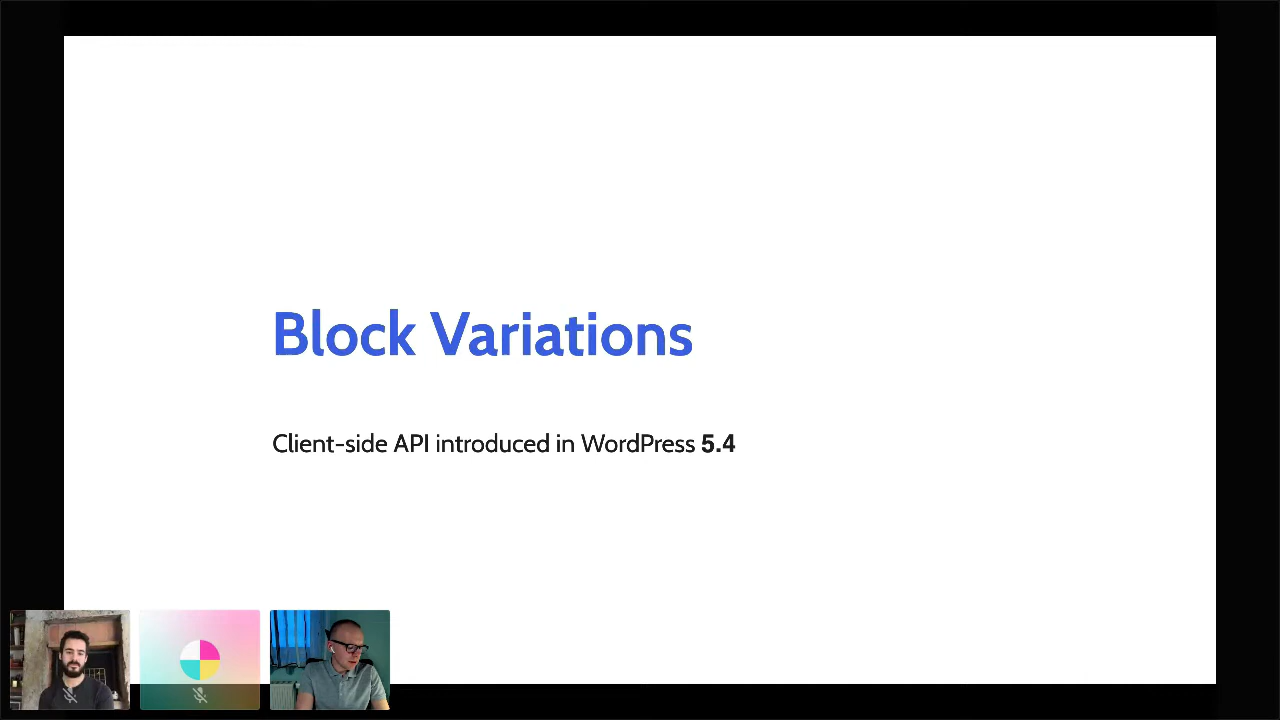 Block Variations
Client-side API introduced in WordPress 5.4